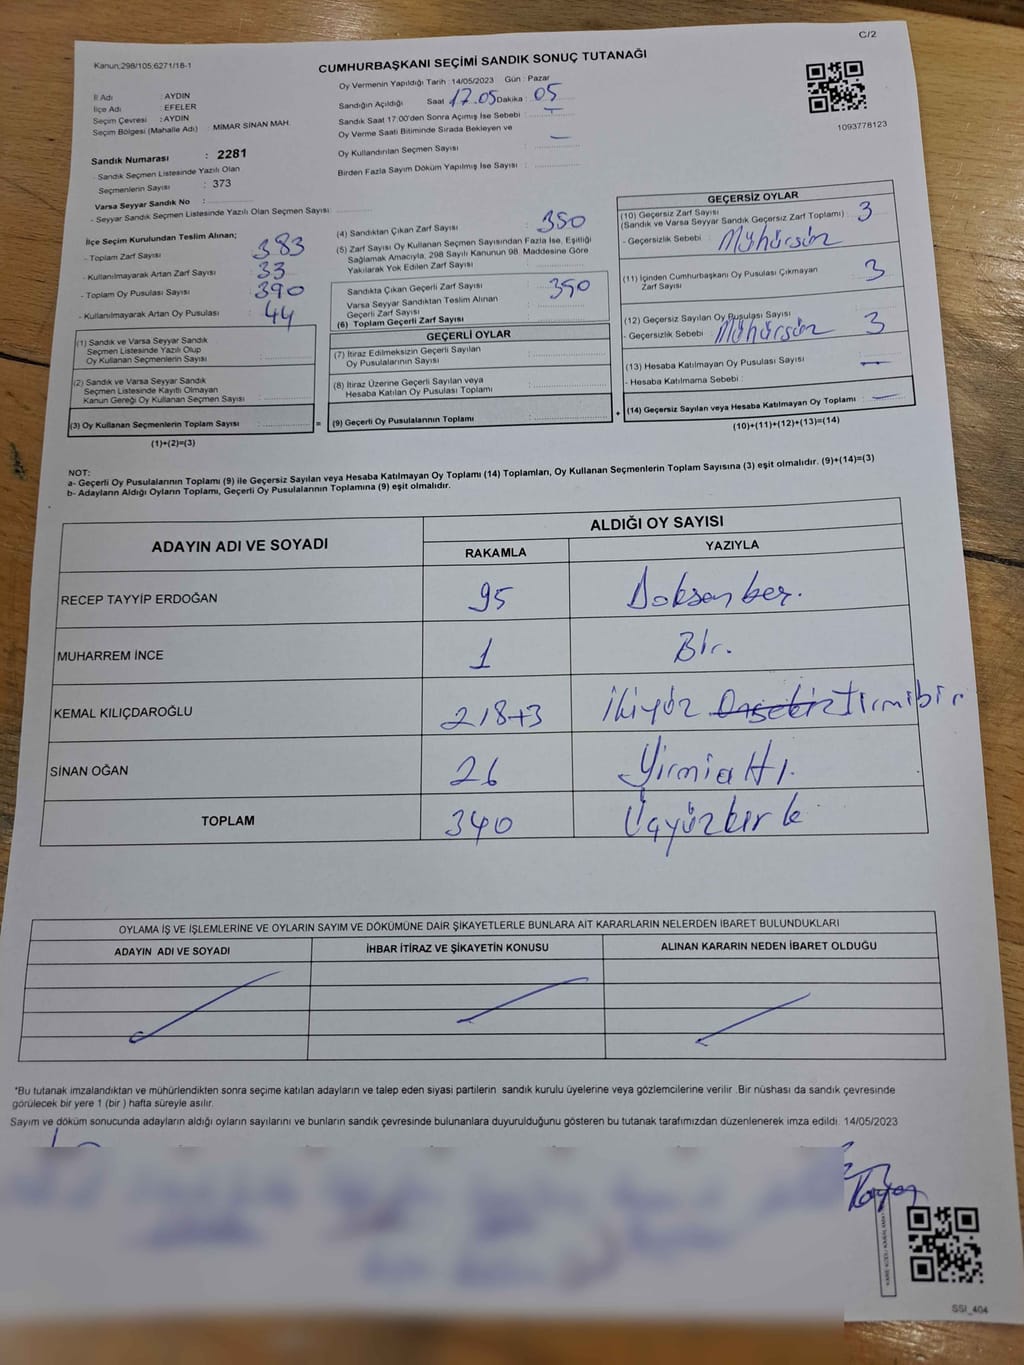 C/2
Kanun;298/105;6271/18-1
CUMHURBAŞKANI SEÇİMİ SANDIK SONUÇ TUTANAĞI
İl Adı : AYDIN
İlçe Adı : EFELER
Seçim Çevresi : AYDIN
Seçim Bölgesi (Mahalle Adı) MİMAR SİNAN MAH.
Sandık Numarası : 2281
- Sandık Seçmen Listesinde Yazılı Olan
Seçmenlerin Sayısı : 373
Varsa Seyyar Sandık No :
- Seyyar Sandık Seçmen Listesinde Yazılı Olan Seçmen Sayısı:
Oy Vermenin Yapıldığı Tarih : 14/05/2023 Gün : Pazar
Sandığın Açıldığı Saat 17.05 Dakika : 05
Sandık Saat 17:00'den Sonra Açımış İse Sebebi :
Oy Verme Saati Bitiminde Sırada Bekleyen ve
Oy Kullandırılan Seçmen Sayısı : —
Birden Fazla Sayım Döküm Yapılmış İse Sayısı :
1093778123
İlçe Seçim Kurulundan Teslim Alınan;
- Toplam Zarf Sayısı : 383
- Kullanılmayarak Artan Zarf Sayısı : 33
- Toplam Oy Pusulası Sayısı : 390
- Kullanılmayarak Artan Oy Pusulası : 44
(1) Sandık ve Varsa Seyyar Sandık
Seçmen Listesinde Yazılı Olup
Oy Kullanan Seçmenlerin Sayısı :
(2) Sandık ve Varsa Seyyar Sandık
Seçmen Listesinde Kayıtlı Olmayan
Kanun Gereği Oy Kullanan Seçmen Sayısı :
(3) Oy Kullanan Seçmenlerin Toplam Sayısı :
(1)+(2)=(3)
(4) Sandıktan Çıkan Zarf Sayısı : 350
(5) Zarf Sayısı Oy Kullanan Seçmen Sayısından Fazla İse, Eşitliği
Sağlamak Amacıyla, 298 Sayılı Kanunun 98. Maddesine Göre
Yakılarak Yok Edilen Zarf Sayısı :
Sandıkta Çıkan Geçerli Zarf Sayısı : 350
Varsa Seyyar Sandıktan Teslim Alınan
Geçerli Zarf Sayısı :
(6) Toplam Geçerli Zarf Sayısı :
GEÇERLİ OYLAR
(7) İtiraz Edilmeksizin Geçerli Sayılan
Oy Pusulalarının Sayısı :
(8) İtiraz Üzerine Geçerli Sayılan veya
Hesaba Katılan Oy Pusulası Toplamı :
= (9) Geçerli Oy Pusulalarının Toplamı : +
GEÇERSİZ OYLAR
(10) Geçersiz Zarf Sayısı
(Sandık ve Varsa Seyyar Sandık Geçersiz Zarf Toplamı) : 3
- Geçersizlik Sebebi : Mühürsüz
(11) İçinden Cumhurbaşkanı Oy Pusulası Çıkmayan
Zarf Sayısı : 3
(12) Geçersiz Sayılan Oy Pusulası Sayısı : 3
- Geçersizlik Sebebi : Mühürsüz
(13) Hesaba Katılmayan Oy Pusulası Sayısı : —
- Hesaba Katılmama Sebebi :
(14) Geçersiz Sayılan veya Hesaba Katılmayan Oy Toplamı : —
(10)+(11)+(12)+(13)=(14)
NOT:
a- Geçerli Oy Pusulalarının Toplamı (9) ile Geçersiz Sayılan veya Hesaba Katılmayan Oy Toplamı (14) Toplamları, Oy Kullanan Seçmenlerin Toplam Sayısına (3) eşit olmalıdır. (9)+(14)=(3)
b- Adayların Aldığı Oyların Toplamı, Geçerli Oy Pusulalarının Toplamına (9) eşit olmalıdır.
ADAYIN ADI VE SOYADI
ALDIĞI OY SAYISI
RAKAMLA YAZIYLA
RECEP TAYYİP ERDOĞAN 95 Doksanbeş.
MUHARREM İNCE 1 Bir.
KEMAL KILIÇDAROĞLU 218+3 İkiyüz Onsekiz Yirmibir
SİNAN OĞAN 26 Yirmialtı.
TOPLAM 340 Üçyüzkırk
OYLAMA İŞ VE İŞLEMLERİNE VE OYLARIN SAYIM VE DÖKÜMÜNE DAİR ŞİKAYETLERLE BUNLARA AİT KARARLARIN NELERDEN İBARET BULUNDUKLARI
ADAYIN ADI VE SOYADI İHBAR İTİRAZ VE ŞİKAYETİN KONUSU ALINAN KARARIN NEDEN İBARET OLDUĞU
*Bu tutanak imzalandıktan ve mühürlendikten sonra seçime katılan adayların ve talep eden siyasi partilerin sandık kurulu üyelerine veya gözlemcilerine verilir .Bir nüshası da sandık çevresinde
görülecek bir yere 1 (bir ) hafta süreyle asılır.
Sayım ve döküm sonucunda adayların aldığı oyların sayılarını ve bunların sandık çevresinde bulunanlara duyurulduğunu gösteren bu tutanak tarafımızdan düzenlenerek imza edildi. 14/05/2023
SSI_404